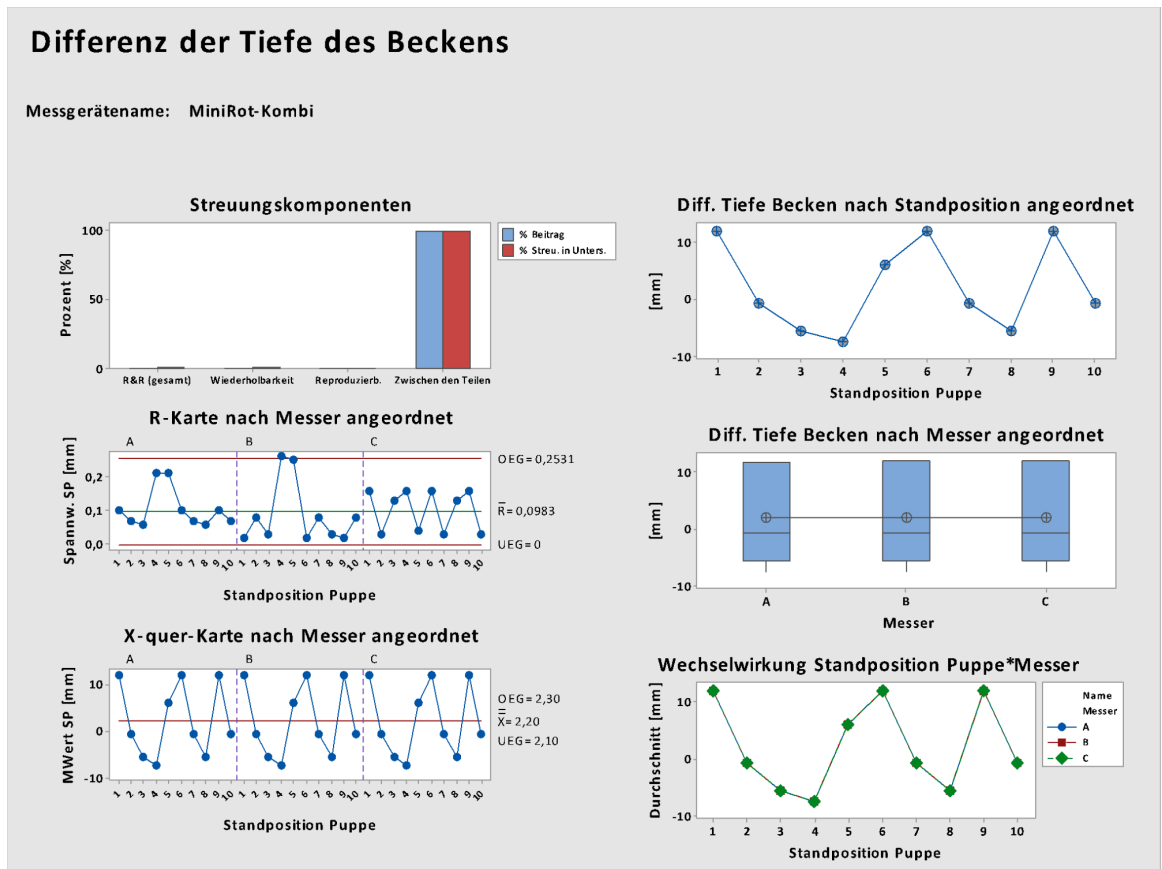 Differenz der Tiefe des Beckens
Messgerätename: MiniRot-Kombi
Streuungskomponenten
Prozent [%]
100
50
0
R&R (gesamt) Wiederholbarkeit Reproduzierb. Zwischen den Teilen
% Beitrag
% Streu. in Unters.
R-Karte nach Messer angeordnet
A B C
Spannw. SP [mm]
0,2
0,1
0,0
OEG = 0,2531
R = 0,0983
UEG = 0
1 2 3 4 5 6 7 8 9 10 1 2 3 4 5 6 7 8 9 10 1 2 3 4 5 6 7 8 9 10
Standposition Puppe
X-quer-Karte nach Messer angeordnet
A B C
MWert SP [mm]
10
0
-10
OEG = 2,30
X = 2,20
UEG = 2,10
1 2 3 4 5 6 7 8 9 10 1 2 3 4 5 6 7 8 9 10 1 2 3 4 5 6 7 8 9 10
Standposition Puppe
Diff. Tiefe Becken nach Standposition angeordnet
[mm]
10
0
-10
1 2 3 4 5 6 7 8 9 10
Standposition Puppe
Diff. Tiefe Becken nach Messer angeordnet
[mm]
10
0
-10
A B C
Messer
Wechselwirkung Standposition Puppe*Messer
Durchschnitt [mm]
10
0
-10
1 2 3 4 5 6 7 8 9 10
Standposition Puppe
Name
Messer
A
B
C